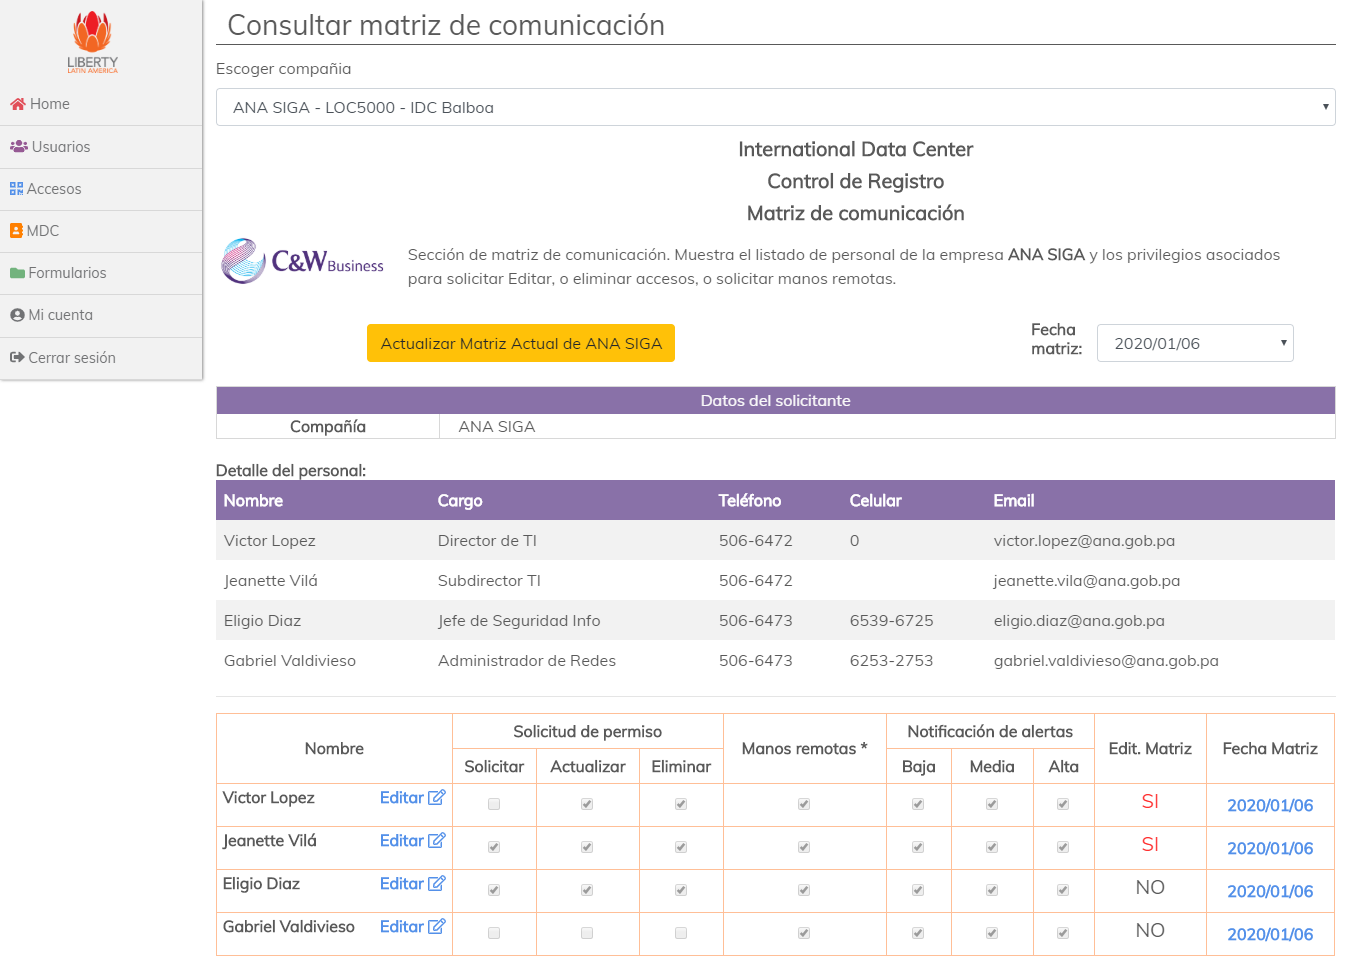 LIBERTY
LATIN AMERICA
Home
Usuarios
Accesos
MDC
Formularios
Mi cuenta
Cerrar sesión
Consultar matriz de comunicación
Escoger compañia
ANA SIGA - LOC5000 - IDC Balboa
International Data Center
Control de Registro
Matriz de comunicación
C&W Business
Sección de matriz de comunicación. Muestra el listado de personal de la empresa ANA SIGA y los privilegios asociados
para solicitar Editar, o eliminar accesos, o solicitar manos remotas.
Actualizar Matriz Actual de ANA SIGA
Fecha
matriz:
2020/01/06
Datos del solicitante
Compañía ANA SIGA
Detalle del personal:
Nombre Cargo Teléfono Celular Email
Victor Lopez Director de TI 506-6472 0 victor.lopez@ana.gob.pa
Jeanette Vilá Subdirector TI 506-6472 jeanette.vila@ana.gob.pa
Eligio Diaz Jefe de Seguridad Info 506-6473 6539-6725 eligio.diaz@ana.gob.pa
Gabriel Valdivieso Administrador de Redes 506-6473 6253-2753 gabriel.valdivieso@ana.gob.pa
Nombre Solicitud de permiso Manos remotas * Notificación de alertas Edit. Matriz Fecha Matriz
Solicitar Actualizar Eliminar Baja Media Alta
Victor Lopez Editar SI 2020/01/06
Jeanette Vilá Editar SI 2020/01/06
Eligio Diaz Editar NO 2020/01/06
Gabriel Valdivieso Editar NO 2020/01/06